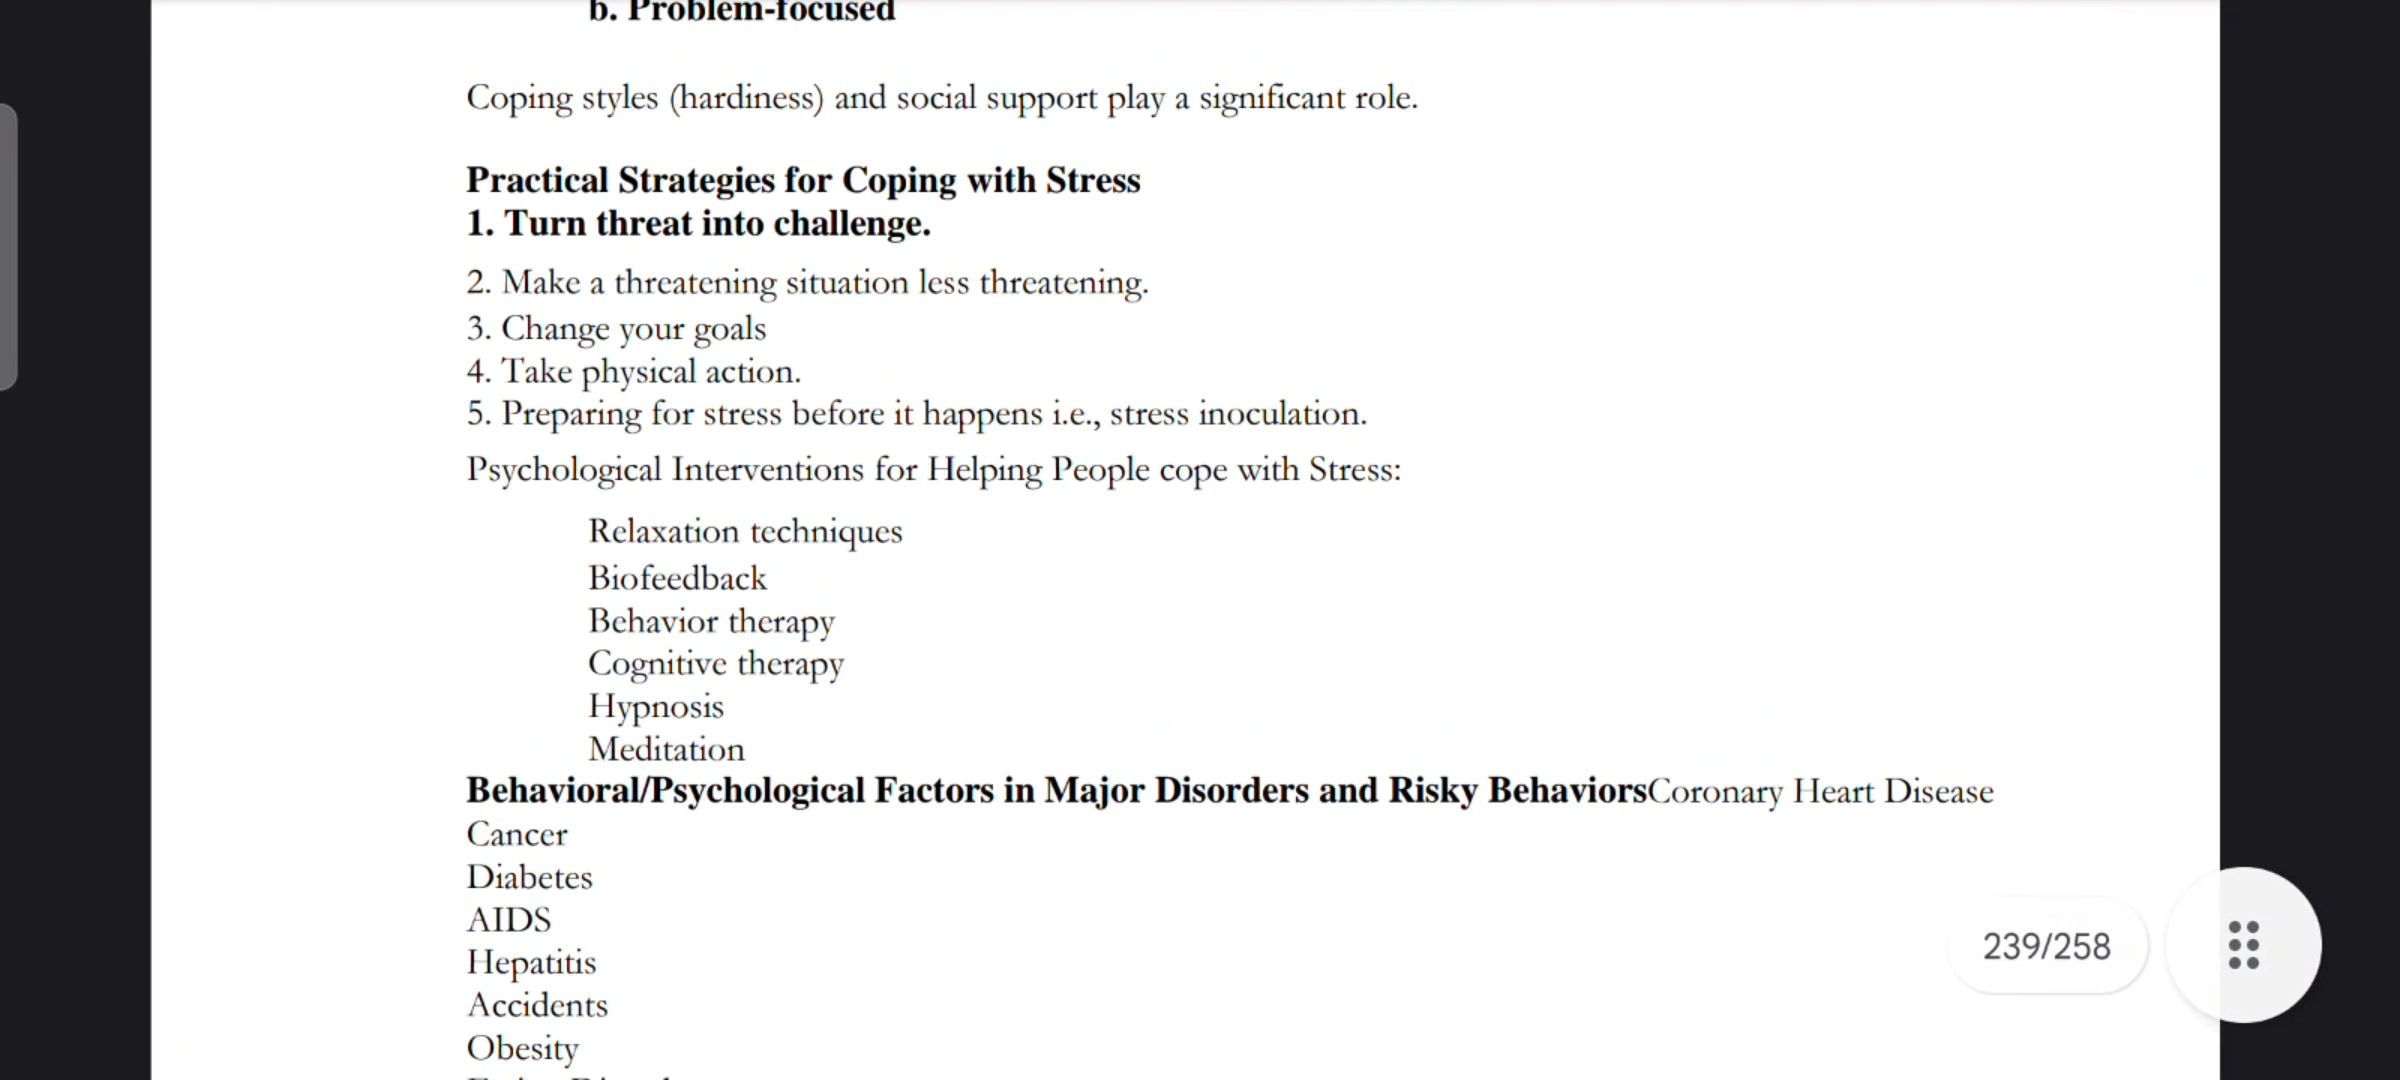 b. Problem-focused
Coping styles (hardiness) and social support play a significant role.
Practical Strategies for Coping with Stress
1. Turn threat into challenge.
2. Make a threatening situation less threatening.
3. Change your goals
4. Take physical action.
5. Preparing for stress before it happens i.e., stress inoculation.
Psychological Interventions for Helping People cope with Stress:
Relaxation techniques
Biofeedback
Behavior therapy
Cognitive therapy
Hypnosis
Meditation
Behavioral/Psychological Factors in Major Disorders and Risky BehaviorsCoronary Heart Disease
Cancer
Diabetes
AIDS
Hepatitis
Accidents
Obesity
239/258